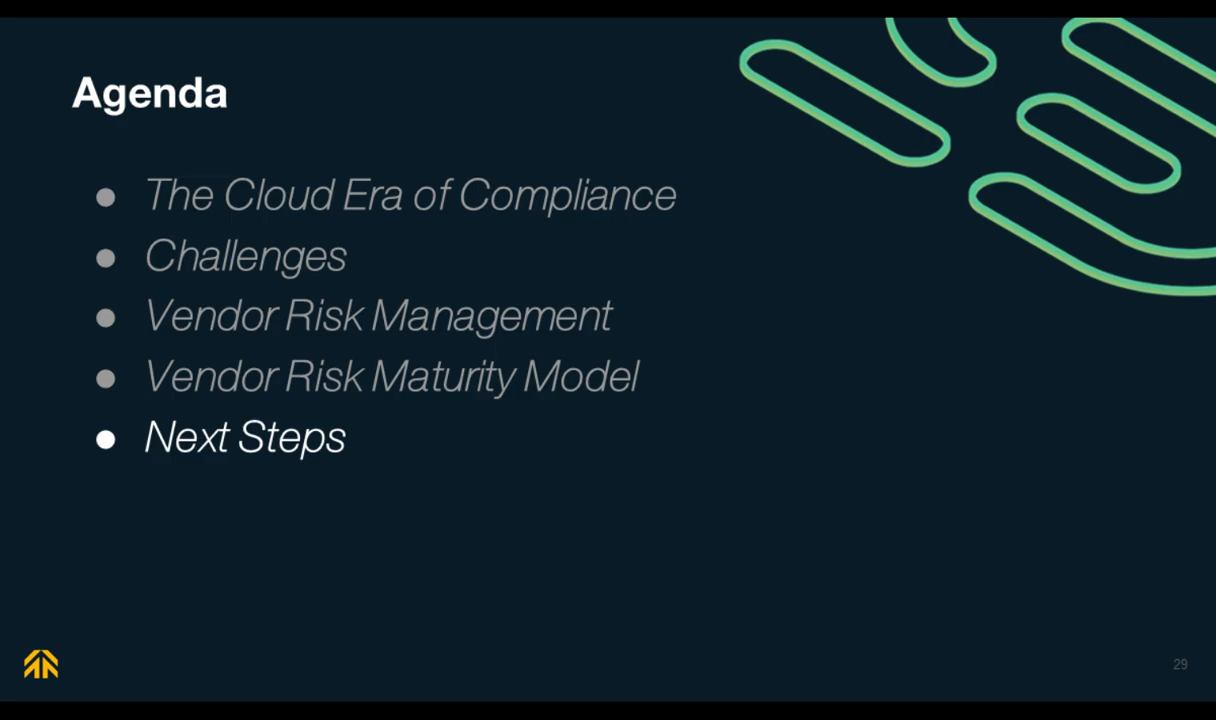 Agenda
● The Cloud Era of Compliance
● Challenges
● Vendor Risk Management
● Vendor Risk Maturity Model
● Next Steps
29